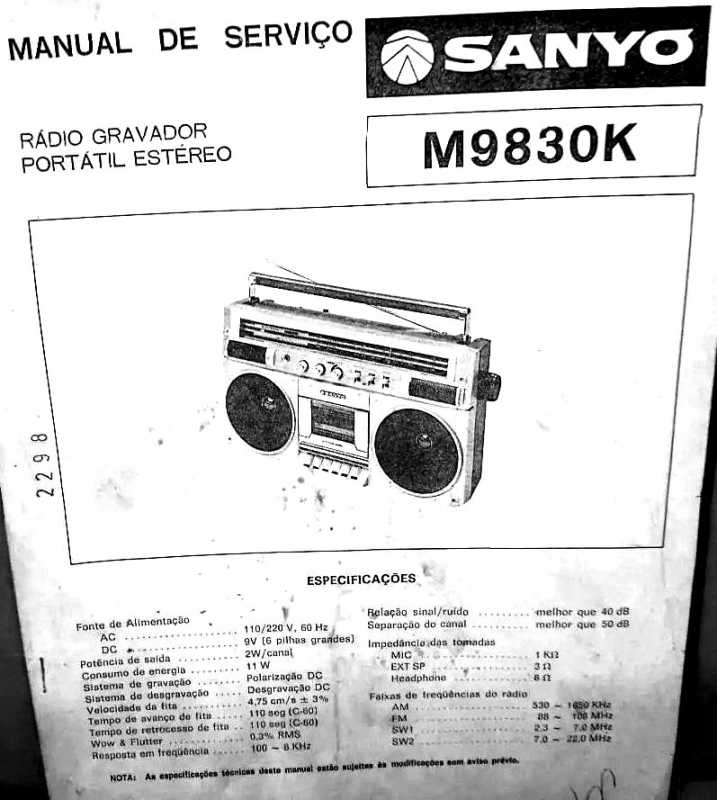 MANUAL DE SERVIÇO
SANYO
RÁDIO GRAVADOR
PORTÁTIL ESTÉREO
M9830K
2298
ESPECIFICAÇÕES
Fonte de Alimentação
AC ................ 110/220 V, 60 Hz
DC ................ 9V (6 pilhas grandes)
Potência de saída ............ 2W/canal
Consumo de energia ......... 11 W
Sistema de gravação ........ Polarização DC
Sistema de desgravação ..... Desgravação DC
Velocidade da fita ............ 4,75 cm/s ± 3%
Tempo de avanço de fita ..... 110 seg (C-60)
Tempo de retrocesso de fita .. 110 seg (C-60)
Wow & Flutter ............... 0,3% RMS
Resposta em freqüência ...... 100 ~ 8 KHz
Relação sinal/ruído ......... melhor que 40 dB
Separação do canal ......... melhor que 50 dB
Impedância das tomadas
MIC ................ 1 KΩ
EXT SP ............. 3 Ω
Headphone .......... 8 Ω
Faixas de freqüências do rádio
AM ............ 530 ~ 1650 KHz
FM ............ 88 ~ 108 MHz
SW1 ........... 2.3 ~ 7.0 MHz
SW2 ........... 7.0 ~ 22.0 MHz
NOTA: As especificações técnicas deste manual estão sujeitas às modificações sem aviso prévio.